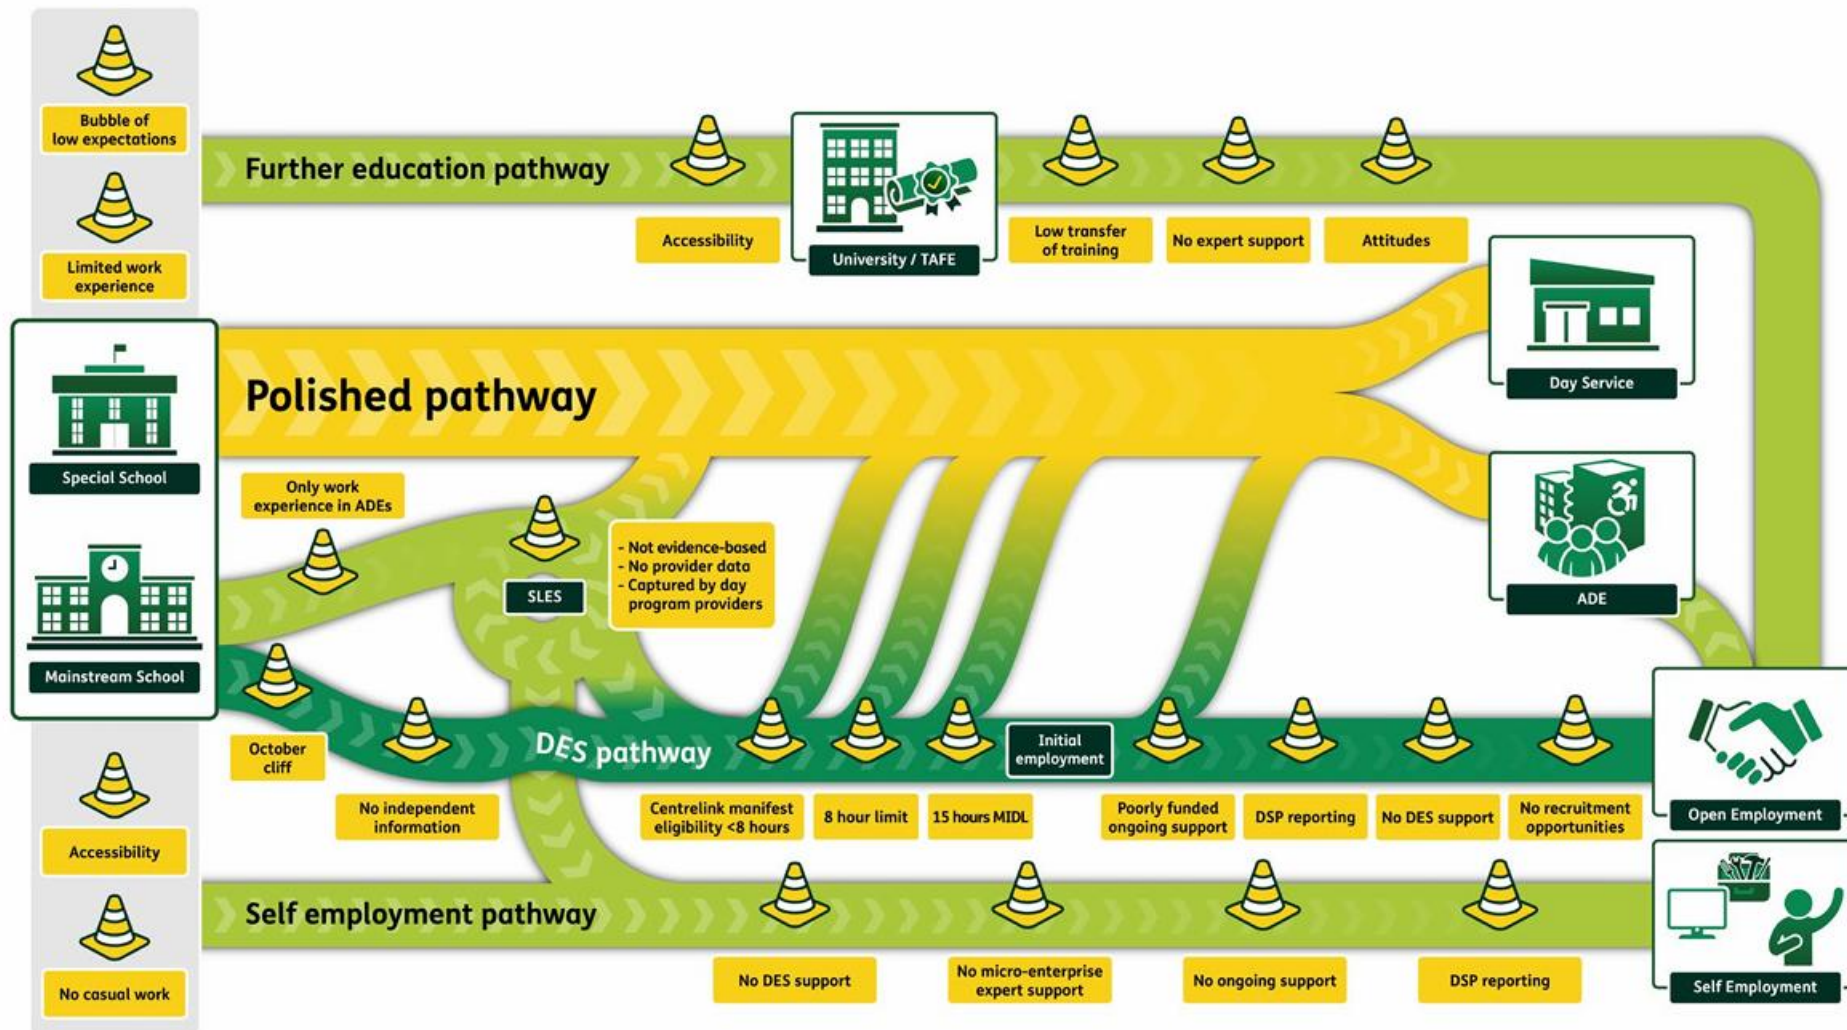 Bubble of
low expectations
Limited work
experience
Special School
Mainstream School
Accessibility
No casual work
Further education pathway
Accessibility
University / TAFE
Low transfer
of training
No expert support
Attitudes
Polished pathway
Day Service
ADE
Only work
experience in ADEs
SLES
- Not evidence-based
- No provider data
- Captured by day
program providers
October
cliff
No independent
information
DES pathway
Centrelink manifest
eligibility <8 hours
8 hour limit
15 hours MIDL
Initial
employment
Poorly funded
ongoing support
DSP reporting
No DES support
No recruitment
opportunities
Open Employment
Self employment pathway
No DES support
No micro-enterprise
expert support
No ongoing support
DSP reporting
Self Employment